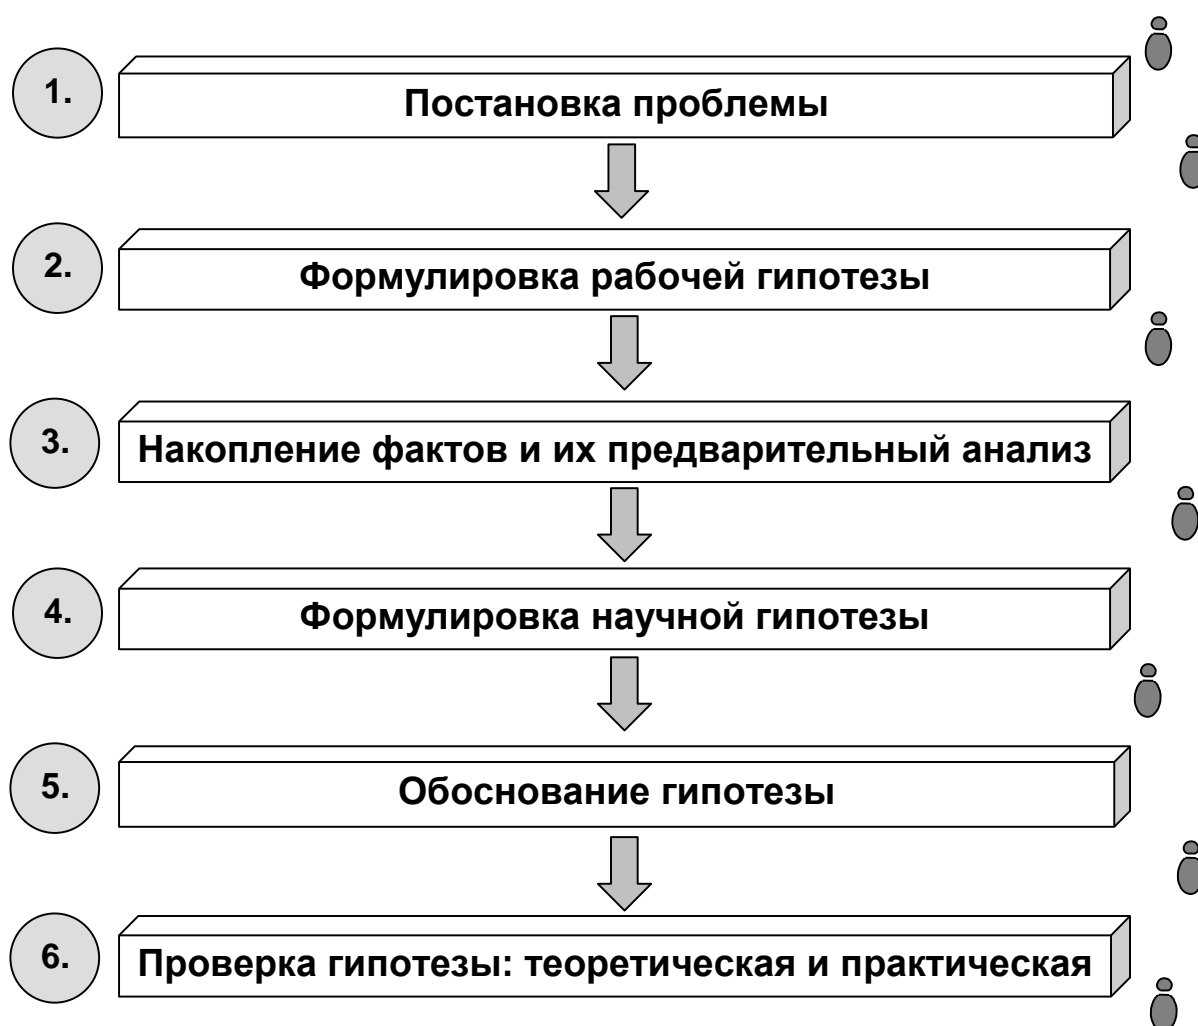 1.
Постановка проблемы
2.
Формулировка рабочей гипотезы
3.
Накопление фактов и их предварительный анализ
4.
Формулировка научной гипотезы
5.
Обоснование гипотезы
6.
Проверка гипотезы: теоретическая и практическая